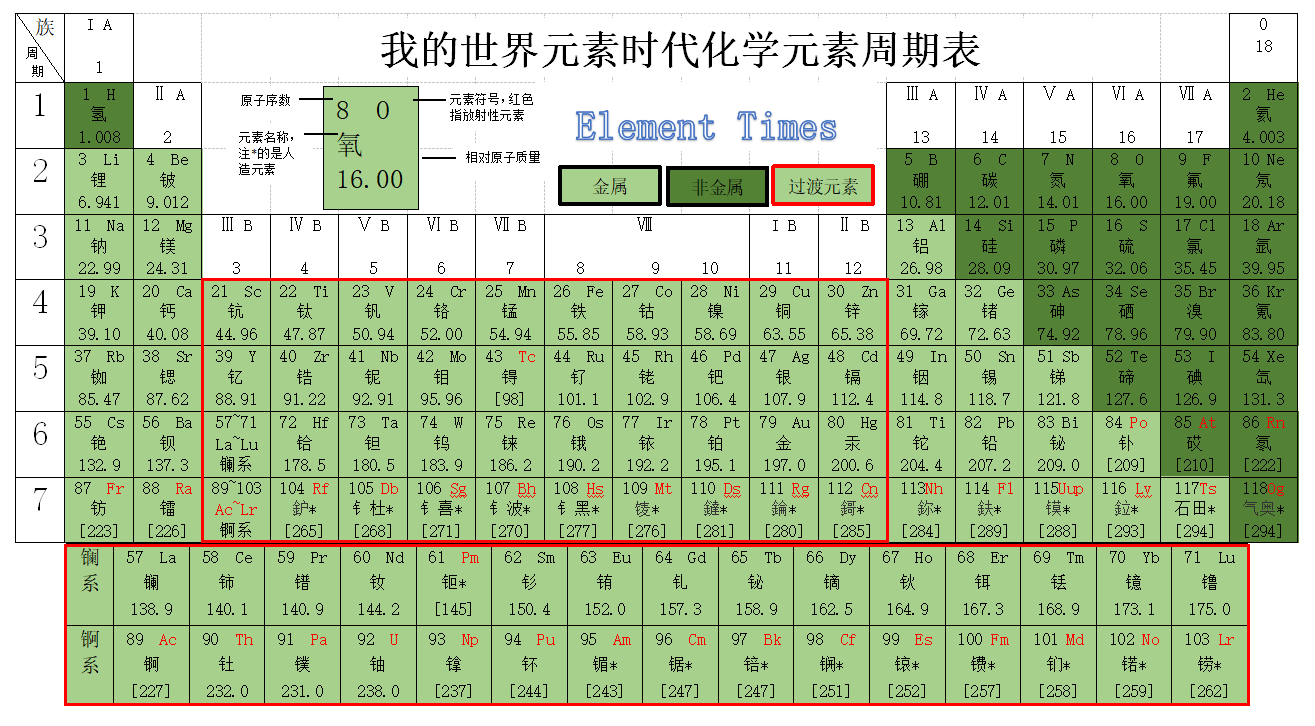 族
周
期
Ⅰ A
1
我的世界元素时代化学元素周期表
0
18
1
1 H
氢
1.008
Ⅱ A
2
原子序数
元素名称，
注*的是人
造元素
8 O
氧
16.00
元素符号，红色
指放射性元素
相对原子质量
Element Times
金属
非金属
过渡元素
Ⅲ A Ⅳ A Ⅴ A Ⅵ A Ⅶ A
13 14 15 16 17
2 He
氦
4.003
2
3 Li 4 Be 5 B 6 C 7 N 8 O 9 F 10 Ne
锂 铍 硼 碳 氮 氧 氟 氖
6.941 9.012 10.81 12.01 14.01 16.00 19.00 20.18
3
11 Na 12 Mg Ⅲ B Ⅳ B Ⅴ B Ⅵ B Ⅶ B Ⅷ Ⅰ B Ⅱ B 13 Al 14 Si 15 P 16 S 17 Cl 18 Ar
钠 镁 铝 硅 磷 硫 氯 氩
22.99 24.31 3 4 5 6 7 8 9 10 11 12 26.98 28.09 30.97 32.06 35.45 39.95
4
19 K 20 Ca 21 Sc 22 Ti 23 V 24 Cr 25 Mn 26 Fe 27 Co 28 Ni 29 Cu 30 Zn 31 Ga 32 Ge 33 As 34 Se 35 Br 36 Kr
钾 钙 钪 钛 钒 铬 锰 铁 钴 镍 铜 锌 镓 锗 砷 硒 溴 氪
39.10 40.08 44.96 47.87 50.94 52.00 54.94 55.85 58.93 58.69 63.55 65.38 69.72 72.63 74.92 78.96 79.90 83.80
5
37 Rb 38 Sr 39 Y 40 Zr 41 Nb 42 Mo 43 Tc 44 Ru 45 Rh 46 Pd 47 Ag 48 Cd 49 In 50 Sn 51 Sb 52 Te 53 I 54 Xe
铷 锶 钇 锆 铌 钼 锝 钌 铑 钯 银 镉 铟 锡 锑 碲 碘 氙
85.47 87.62 88.91 91.22 92.91 95.96 [98] 101.1 102.9 106.4 107.9 112.4 114.8 118.7 121.8 127.6 126.9 131.3
6
55 Cs 56 Ba 57~71 72 Hf 73 Ta 74 W 75 Re 76 Os 77 Ir 78 Pt 79 Au 80 Hg 81 Ti 82 Pb 83 Bi 84 Po 85 At 86 Rn
铯 钡 La~Lu 铪 钽 钨 铼 锇 铱 铂 金 汞 铊 铅 铋 钋 砹 氡
132.9 137.3 镧系 178.5 180.5 183.9 186.2 190.2 192.2 195.1 197.0 200.6 204.4 207.2 209.0 [209] [210] [222]
7
87 Fr 88 Ra 89~103 104 Rf 105 Db 106 Sg 107 Bh 108 Hs 109 Mt 110 Ds 111 Rg 112 Cn 113Nh 114 Fl 115Uup 116 Lv 117Ts 118Og
钫 镭 Ac~Lr 鈩* 钅杜* 钅喜* 钅波* 钅黑* 鐽* 錀* 鎶* 鉨* 鈇* 镆* 鉝* 石田* 气奥*
[223] [226] 锕系 [265] [268] [271] [270] [277] [276] [281] [280] [285] [284] [289] [288] [293] [294] [294]
镧
系
57 La 58 Ce 59 Pr 60 Nd 61 Pm 62 Sm 63 Eu 64 Gd 65 Tb 66 Dy 67 Ho 68 Er 69 Tm 70 Yb 71 Lu
镧 铈 镨 钕 钷* 钐 铕 钆 铋 镝 钬 铒 铥 镱 镥
138.9 140.1 140.9 144.2 [145] 150.4 152.0 157.3 158.9 162.5 164.9 167.3 168.9 173.1 175.0
锕
系
89 Ac 90 Th 91 Pa 92 U 93 Np 94 Pu 95 Am 96 Cm 97 Bk 98 Cf 99 Es 100 Fm 101 Md 102 No 103 Lr
锕 钍 镤 铀 镎 钚 镅* 锔* 锫* 锎* 锿* 镄* 钔* 锘* 铹*
[227] 232.0 231.0 238.0 [237] [244] [243] [247] [247] [251] [252] [257] [258] [259] [262]